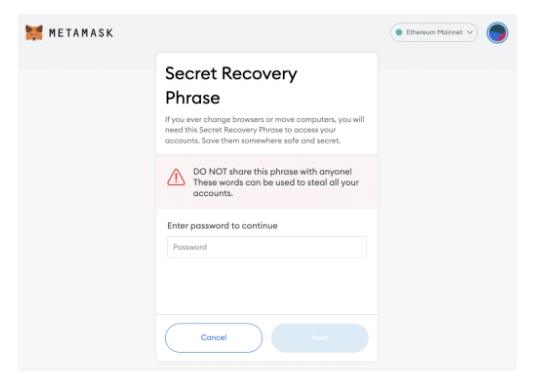 METAMASK
Ethereum Mainnet
Secret Recovery
Phrase
If you ever change browsers or move computers, you will
need this Secret Recovery Phrase to access your
accounts. Save them somewhere safe and secret.
DO NOT share this phrase with anyone!
These words can be used to steal all your
accounts.
Enter password to continue
Password
Cancel
Next